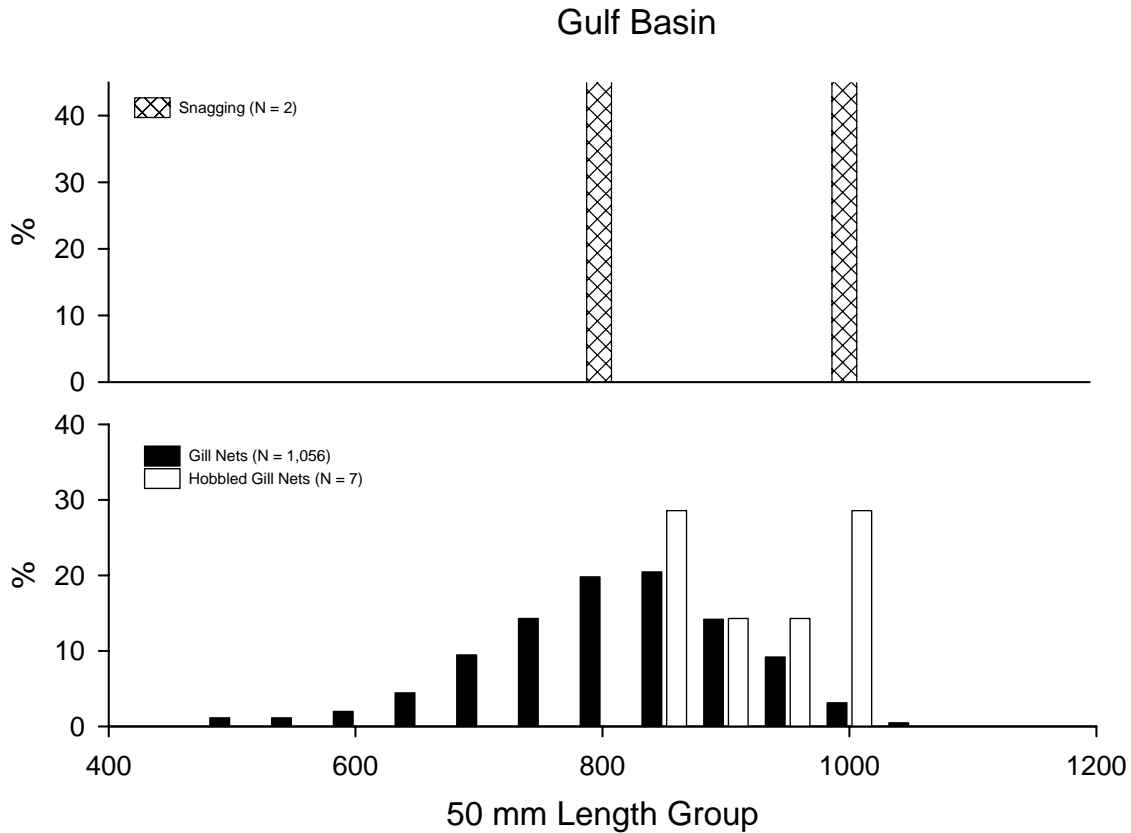 Gulf Basin
40
30
20
10
0
%
Snagging (N = 2)
40
30
20
10
0
%
Gill Nets (N = 1,056)
Hobbled Gill Nets (N = 7)
400 600 800 1000 1200
50 mm Length Group